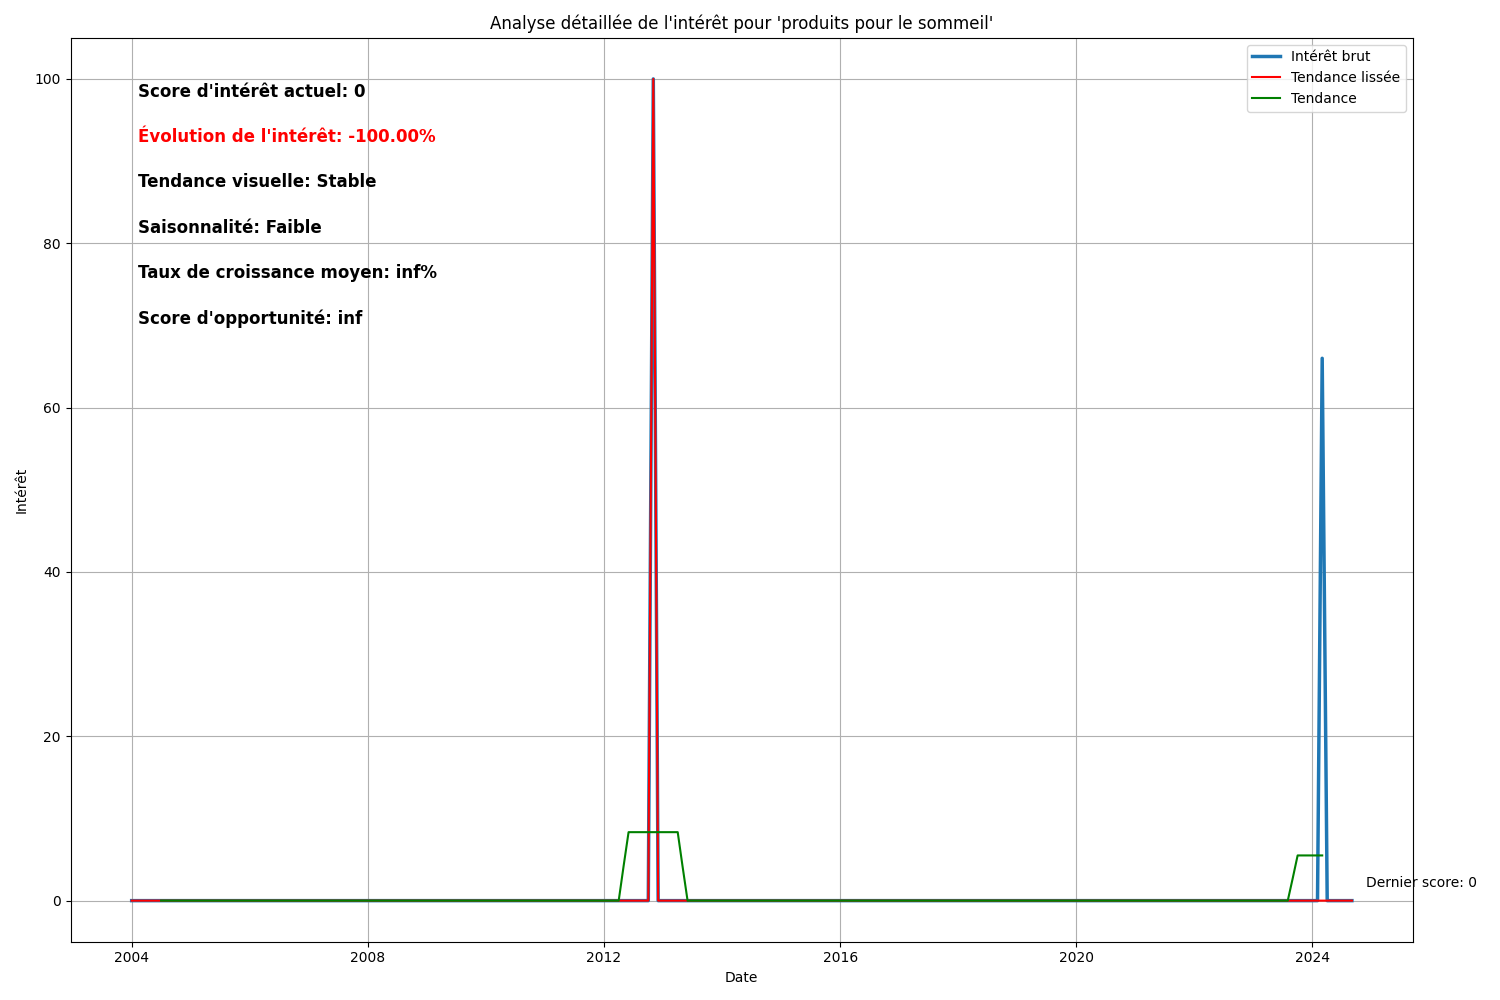 Analyse détaillée de l'intérêt pour 'produits pour le sommeil'
Intérêt brut
Tendance lissée
Tendance
Score d'intérêt actuel: 0
Évolution de l'intérêt: -100.00%
Tendance visuelle: Stable
Saisonnalité: Faible
Taux de croissance moyen: inf%
Score d'opportunité: inf
Intérêt
100
80
60
40
20
0
Dernier score: 0
2004 2008 2012 2016 2020 2024
Date